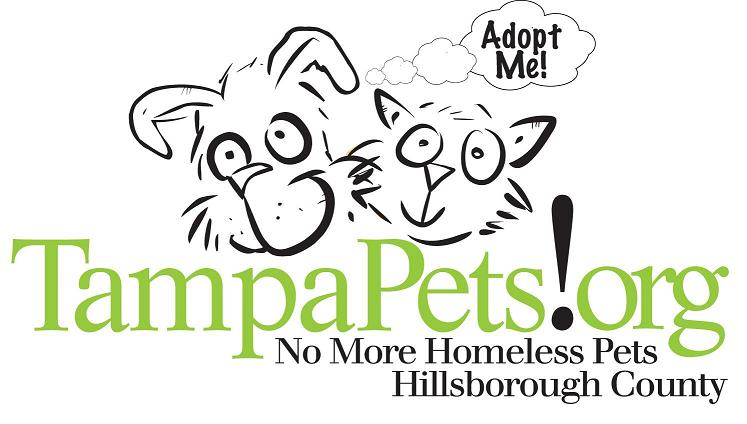 Adopt
Me!
TampaPets!org
No More Homeless Pets
Hillsborough County